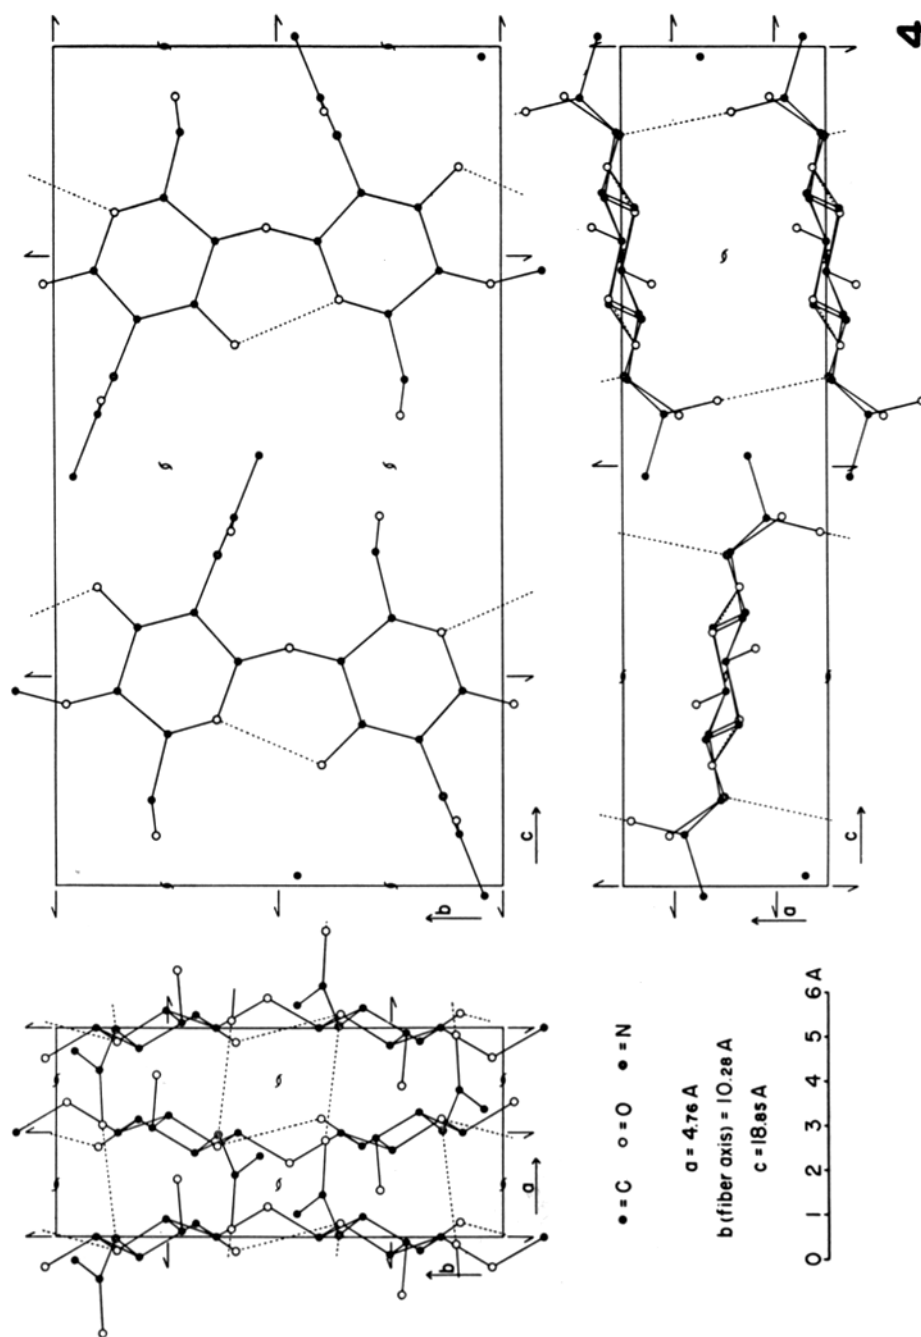 4
c
b
c
a
b
a
● = C ○ = O ● = N
a = 4.76 A
b (fiber axis) = 10.28 A
c = 18.85 A
0 1 2 3 4 5 6 A